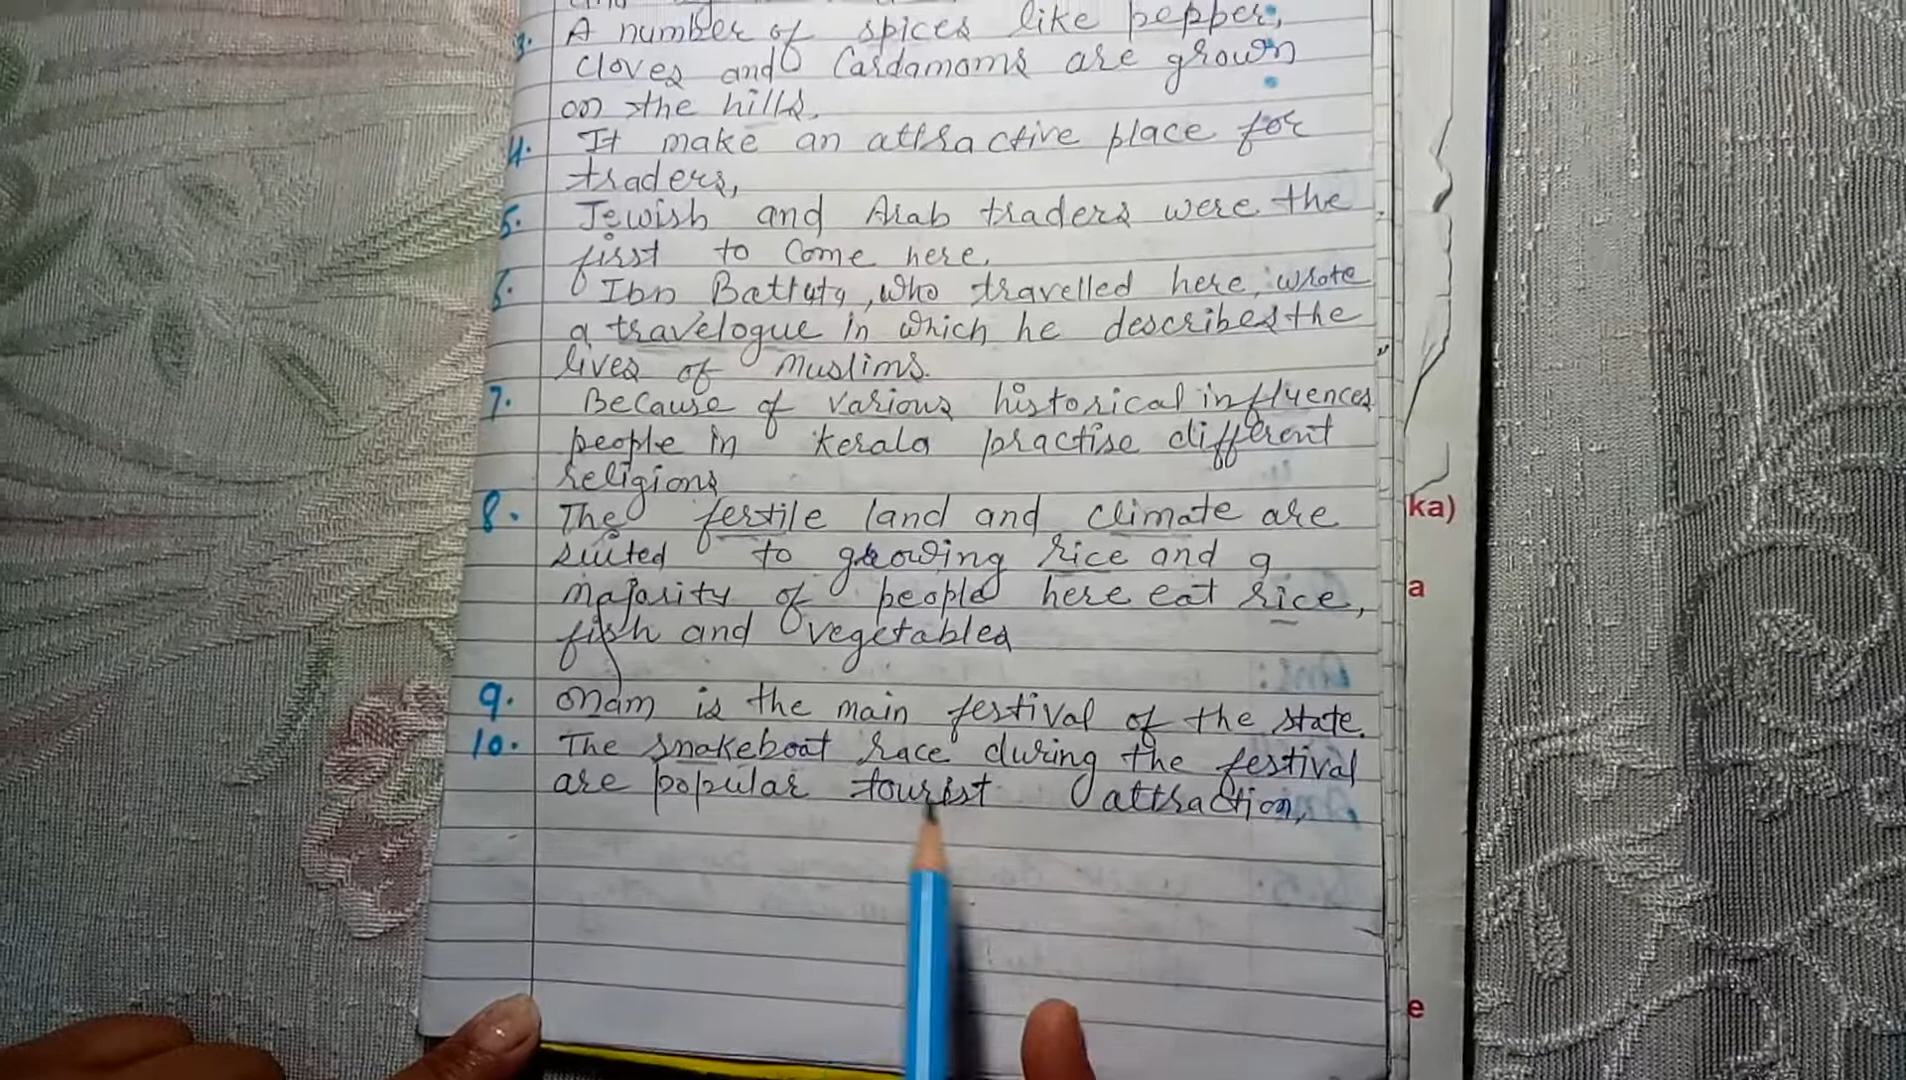 3. A number of spices like pepper,
cloves and Cardamoms are grown
on the hills.
4. It make an attractive place for
traders,
5. Jewish and Arab traders were the
first to come here.
6. Ibn Battuta, who travelled here, wrote
a travelogue in which he describes the
lives of muslims.
7. Because of various historical influences
people in kerala practise different
religions
8. The fertile land and climate are
suited to growing rice and a
majority of people here eat rice,
fish and vegetables
9. onam is the main festival of the state.
10. The snakeboat race during the festival
are popular tourist attraction,
ka)
a
e